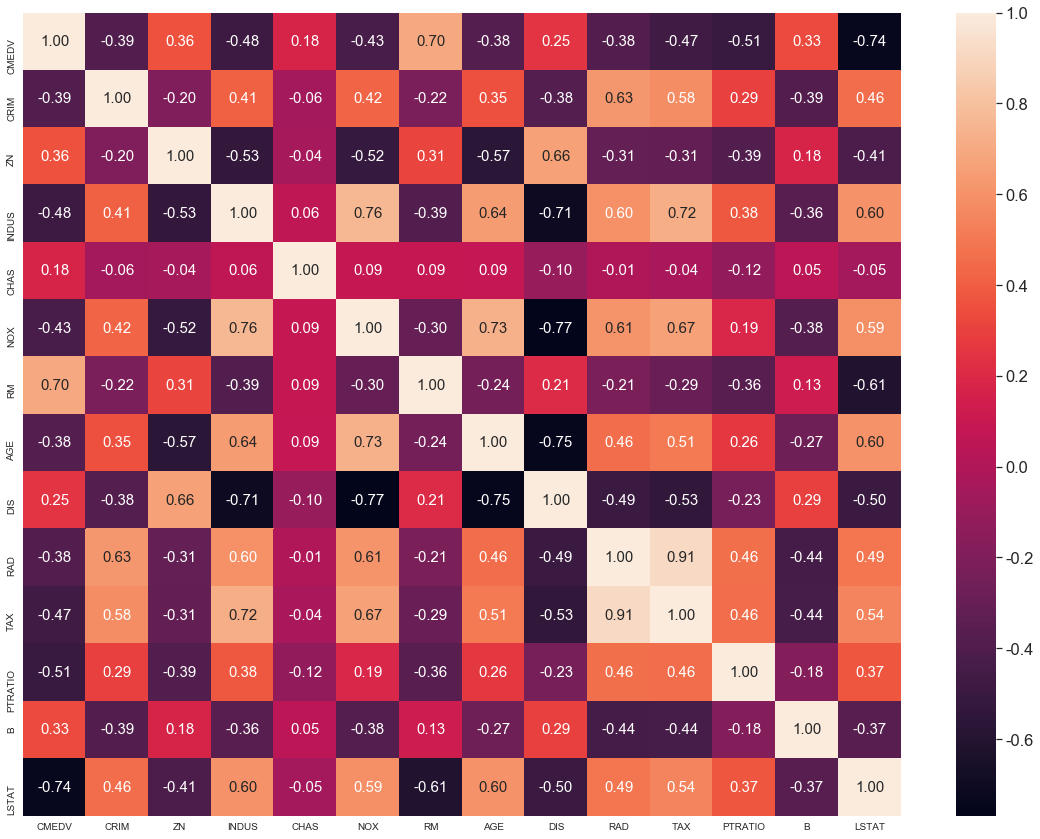 CMEDV 1.00 -0.39 0.36 -0.48 0.18 -0.43 0.70 -0.38 0.25 -0.38 -0.47 -0.51 0.33 -0.74
CRIM -0.39 1.00 -0.20 0.41 -0.06 0.42 -0.22 0.35 -0.38 0.63 0.58 0.29 -0.39 0.46
ZN 0.36 -0.20 1.00 -0.53 -0.04 -0.52 0.31 -0.57 0.66 -0.31 -0.31 -0.39 0.18 -0.41
INDUS -0.48 0.41 -0.53 1.00 0.06 0.76 -0.39 0.64 -0.71 0.60 0.72 0.38 -0.36 0.60
CHAS 0.18 -0.06 -0.04 0.06 1.00 0.09 0.09 0.09 -0.10 -0.01 -0.04 -0.12 0.05 -0.05
NOX -0.43 0.42 -0.52 0.76 0.09 1.00 -0.30 0.73 -0.77 0.61 0.67 0.19 -0.38 0.59
RM 0.70 -0.22 0.31 -0.39 0.09 -0.30 1.00 -0.24 0.21 -0.21 -0.29 -0.36 0.13 -0.61
AGE -0.38 0.35 -0.57 0.64 0.09 0.73 -0.24 1.00 -0.75 0.46 0.51 0.26 -0.27 0.60
DIS 0.25 -0.38 0.66 -0.71 -0.10 -0.77 0.21 -0.75 1.00 -0.49 -0.53 -0.23 0.29 -0.50
RAD -0.38 0.63 -0.31 0.60 -0.01 0.61 -0.21 0.46 -0.49 1.00 0.91 0.46 -0.44 0.49
TAX -0.47 0.58 -0.31 0.72 -0.04 0.67 -0.29 0.51 -0.53 0.91 1.00 0.46 -0.44 0.54
PTRATIO -0.51 0.29 -0.39 0.38 -0.12 0.19 -0.36 0.26 -0.23 0.46 0.46 1.00 -0.18 0.37
B 0.33 -0.39 0.18 -0.36 0.05 -0.38 0.13 -0.27 0.29 -0.44 -0.44 -0.18 1.00 -0.37
LSTAT -0.74 0.46 -0.41 0.60 -0.05 0.59 -0.61 0.60 -0.50 0.49 0.54 0.37 -0.37 1.00
CMEDV CRIM ZN INDUS CHAS NOX RM AGE DIS RAD TAX PTRATIO B LSTAT
1.0
0.8
0.6
0.4
0.2
0.0
-0.2
-0.4
-0.6